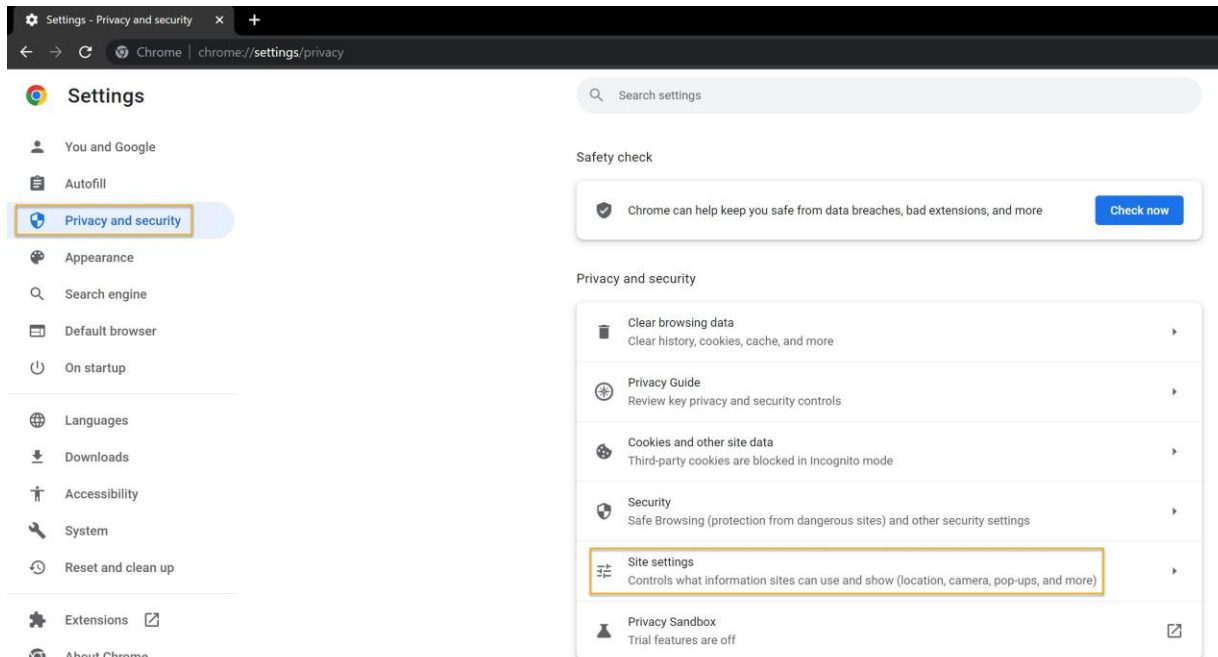 Settings - Privacy and security
Chrome | chrome://settings/privacy
Settings
Search settings
You and Google
Autofill
Privacy and security
Appearance
Search engine
Default browser
On startup
Languages
Downloads
Accessibility
System
Reset and clean up
Extensions
About Chrome
Safety check
Chrome can help keep you safe from data breaches, bad extensions, and more
Check now
Privacy and security
Clear browsing data
Clear history, cookies, cache, and more
Privacy Guide
Review key privacy and security controls
Cookies and other site data
Third-party cookies are blocked in Incognito mode
Security
Safe Browsing (protection from dangerous sites) and other security settings
Site settings
Controls what information sites can use and show (location, camera, pop-ups, and more)
Privacy Sandbox
Trial features are off